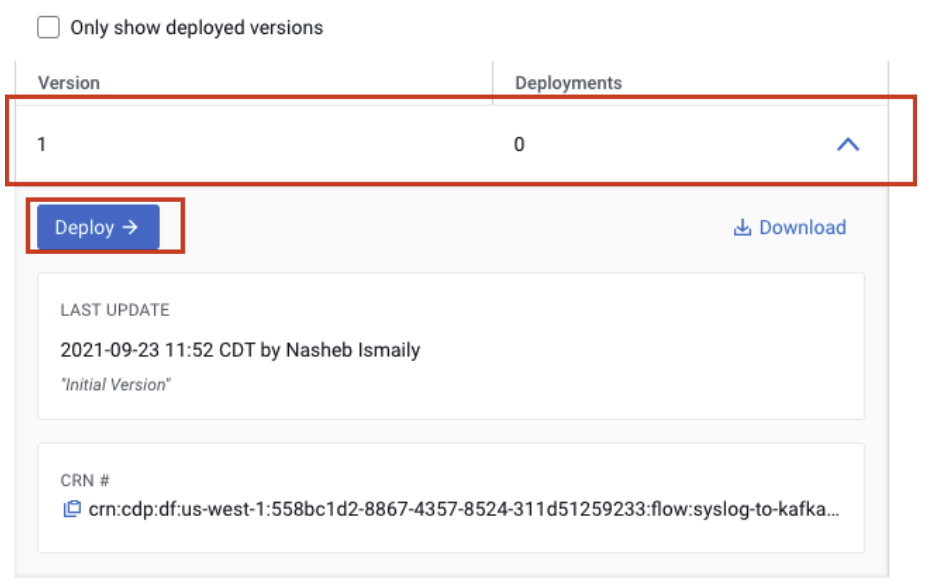 Only show deployed versions
Version Deployments
1 0
Deploy → Download
LAST UPDATE
2021-09-23 11:52 CDT by Nasheb Ismaily
"Initial Version"
CRN #
crn:cdp:df:us-west-1:558bc1d2-8867-4357-8524-311d51259233:flow:syslog-to-kafka...